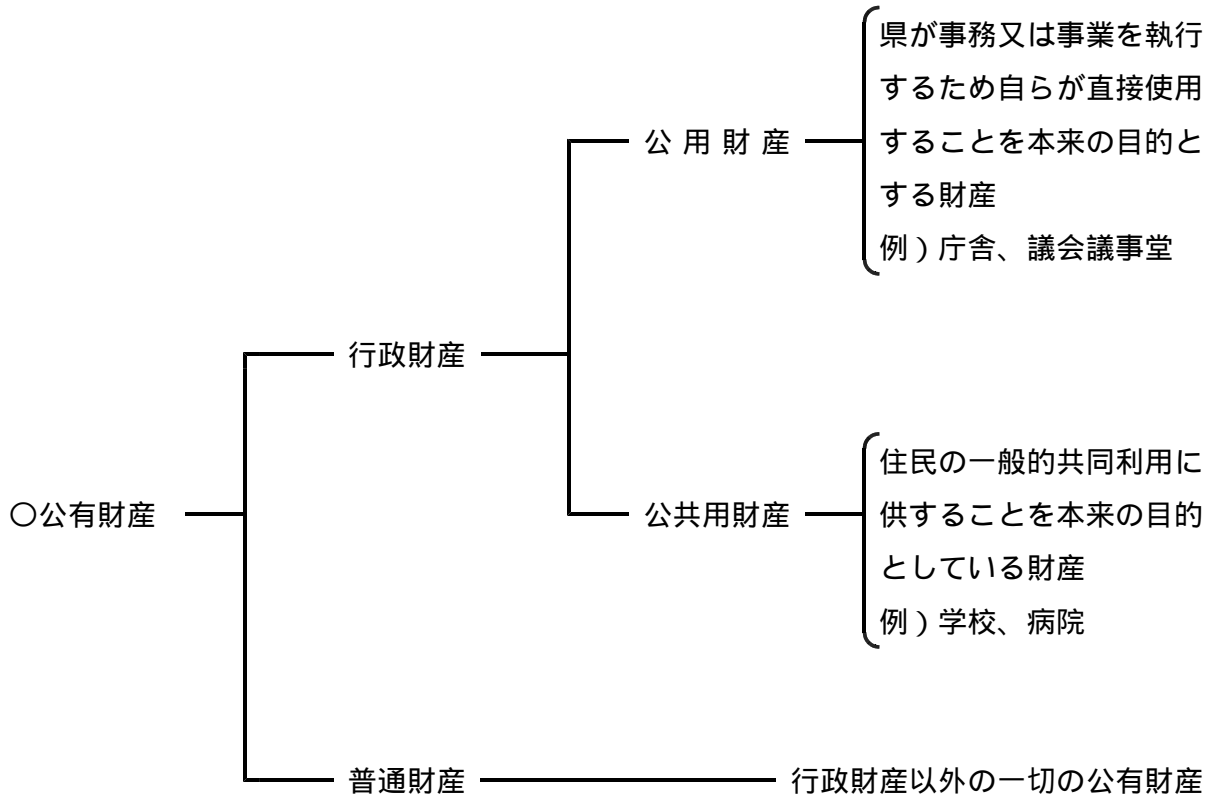 県が事務又は事業を執行
するため自らが直接使用
公用財産
することを本来の目的と
する財産
例）庁舎、議会議事堂
行政財産
住民の一般的共同利用に
○公有財産
公共用財産
供することを本来の目的
としている財産
例）学校、病院
普通財産
行政財産以外の一切の公有財産